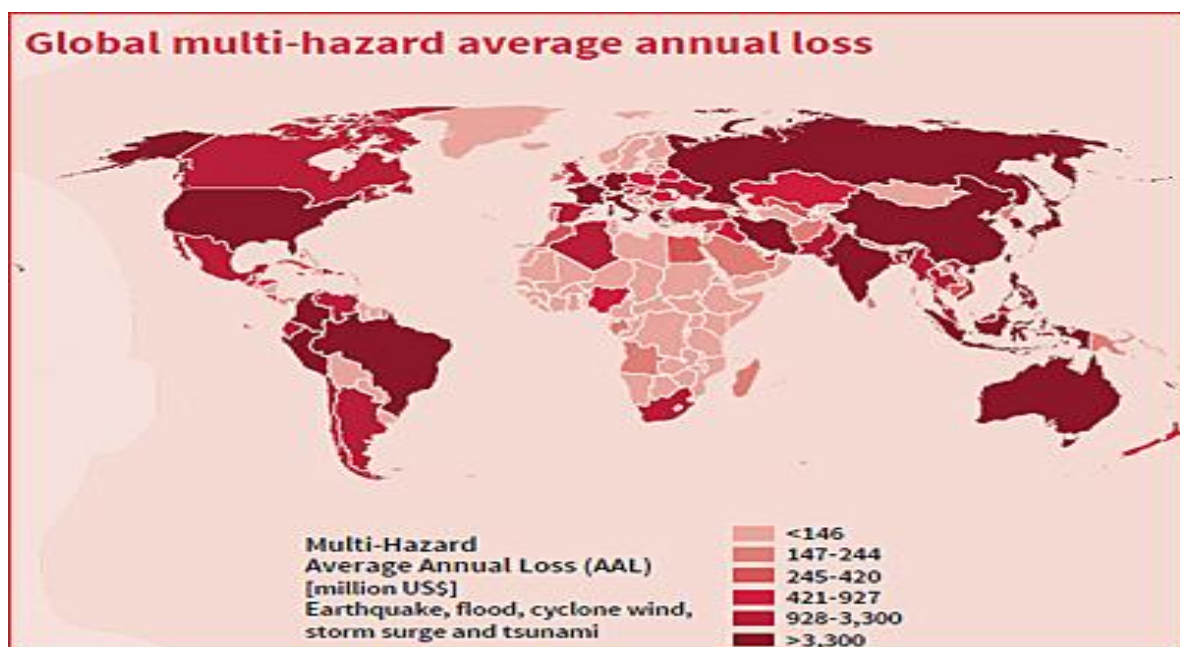 Global multi-hazard average annual loss
Multi-Hazard
Average Annual Loss (AAL)
[million US$]
Earthquake, flood, cyclone wind,
storm surge and tsunami
<146
147-244
245-420
421-927
928-3,300
>3,300